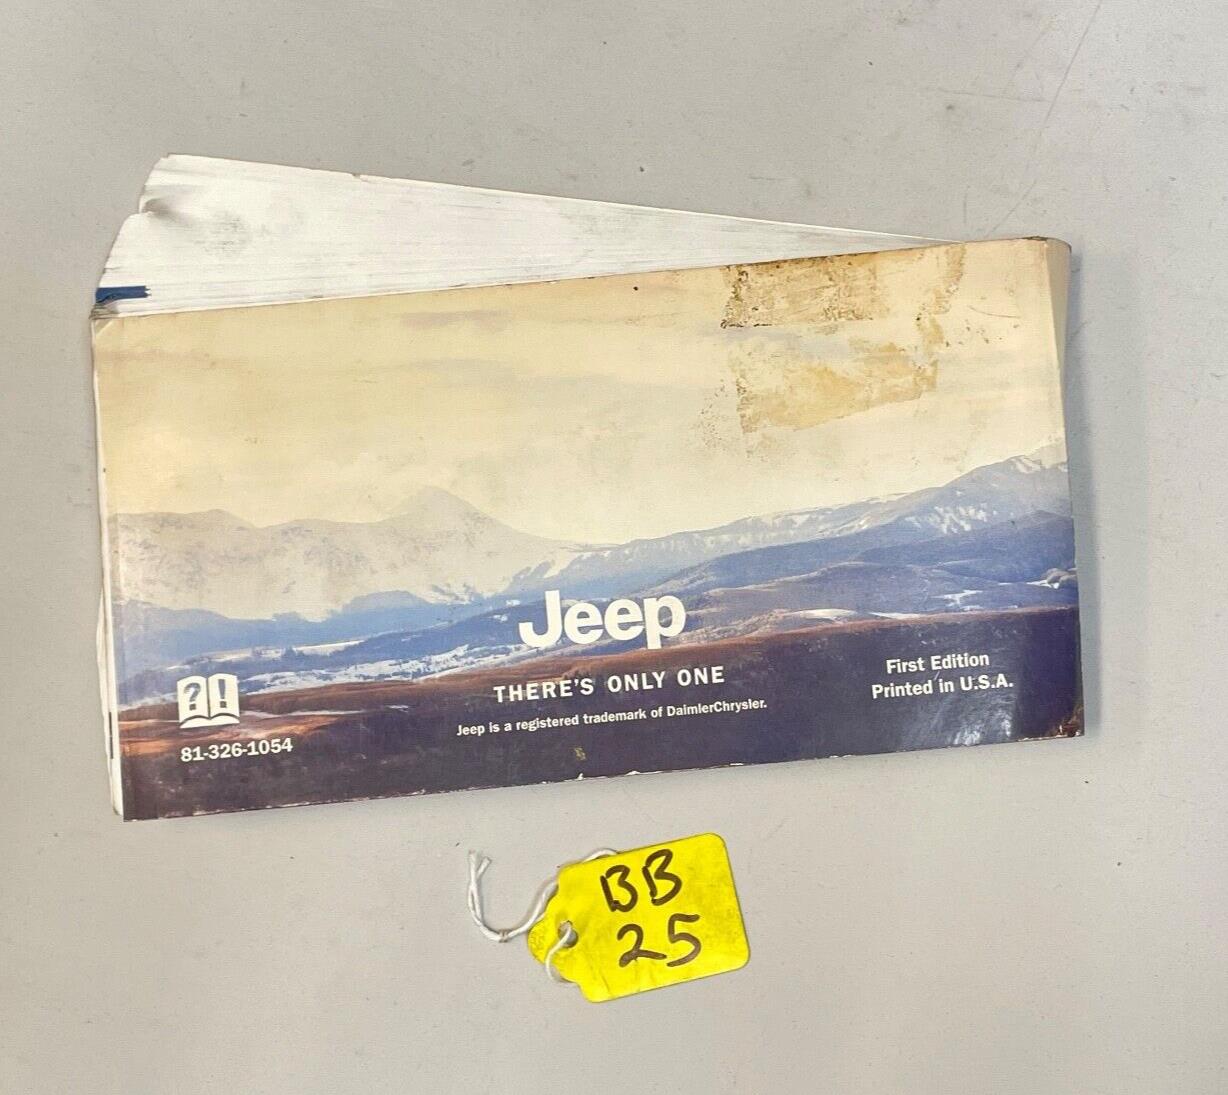 Jeep
THERE'S ONLY ONE
Jeep is a registered trademark of DaimlerChrysler.
?!
81-326-1054
First Edition
Printed in U.S.A.
BB
25